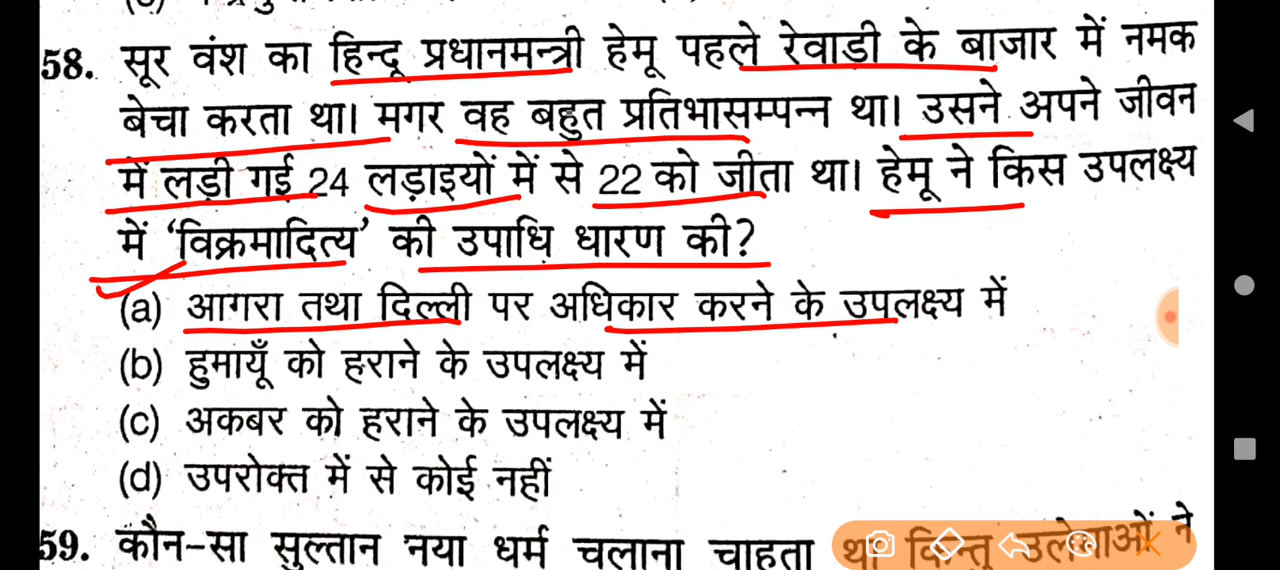 58. सूर वंश का हिन्दू प्रधानमन्त्री हेमू पहले रेवाडी के बाजार में नमक
बेचा करता था। मगर वह बहुत प्रतिभासम्पन्न था। उसने अपने जीवन
में लड़ी गई 24 लड़ाइयों में से 22 को जीता था। हेमू ने किस उपलक्ष्य
में ‘विक्रमादित्य’ की उपाधि धारण की?
(a) आगरा तथा दिल्ली पर अधिकार करने के उपलक्ष्य में
(b) हुमायूँ को हराने के उपलक्ष्य में
(c) अकबर को हराने के उपलक्ष्य में
(d) उपरोक्त में से कोई नहीं
59. कौन-सा सुल्तान नया धर्म चलाना चाहता था किन्तु उलेमाओं ने